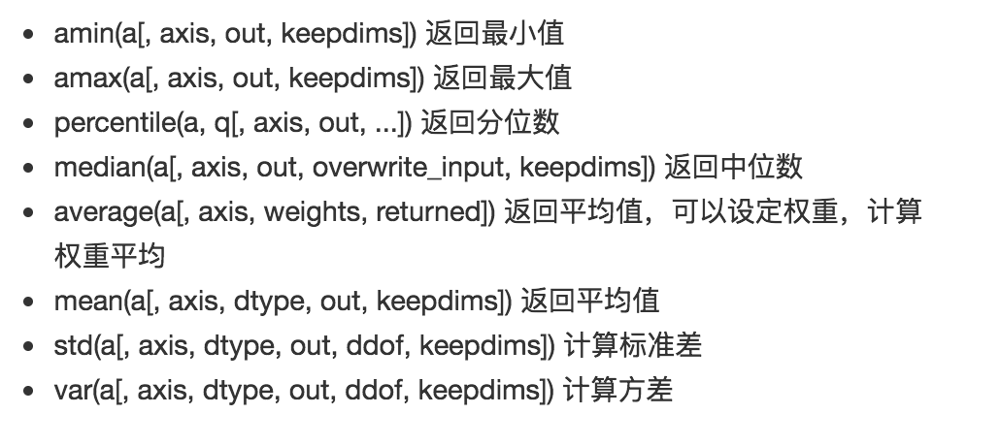 • amin(a[, axis, out, keepdims]) 返回最小值
• amax(a[, axis, out, keepdims]) 返回最大值
• percentile(a, q[, axis, out, ...]) 返回分位数
• median(a[, axis, out, overwrite_input, keepdims]) 返回中位数
• average(a[, axis, weights, returned]) 返回平均值，可以设定权重，计算
权重平均
• mean(a[, axis, dtype, out, keepdims]) 返回平均值
• std(a[, axis, dtype, out, ddof, keepdims]) 计算标准差
• var(a[, axis, dtype, out, ddof, keepdims]) 计算方差